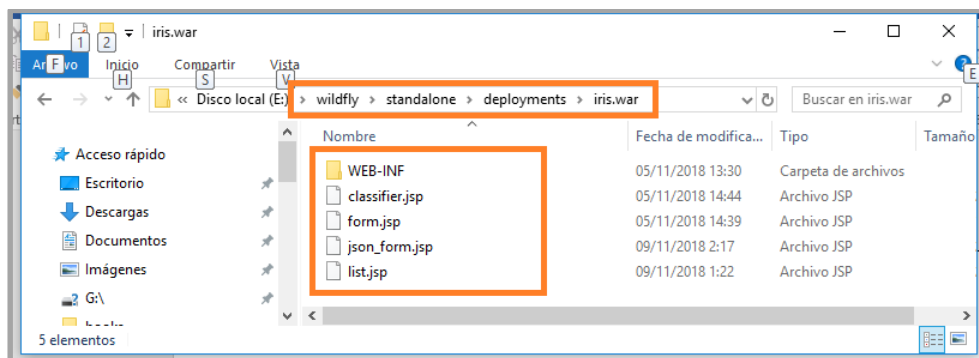 iris.war
1 2
Archivo Inicio Compartir Vista
F H S V E
« Disco local (E:) > wildfly > standalone > deployments > iris.war Buscar en iris.war
Nombre Fecha de modifica... Tipo Tamaño
Acceso rápido
WEB-INF 05/11/2018 13:30 Carpeta de archivos
Escritorio
classifier.jsp 05/11/2018 14:44 Archivo JSP
Descargas
form.jsp 05/11/2018 14:39 Archivo JSP
Documentos
json_form.jsp 09/11/2018 2:17 Archivo JSP
Imágenes
list.jsp 09/11/2018 1:22 Archivo JSP
G:\
5 elementos